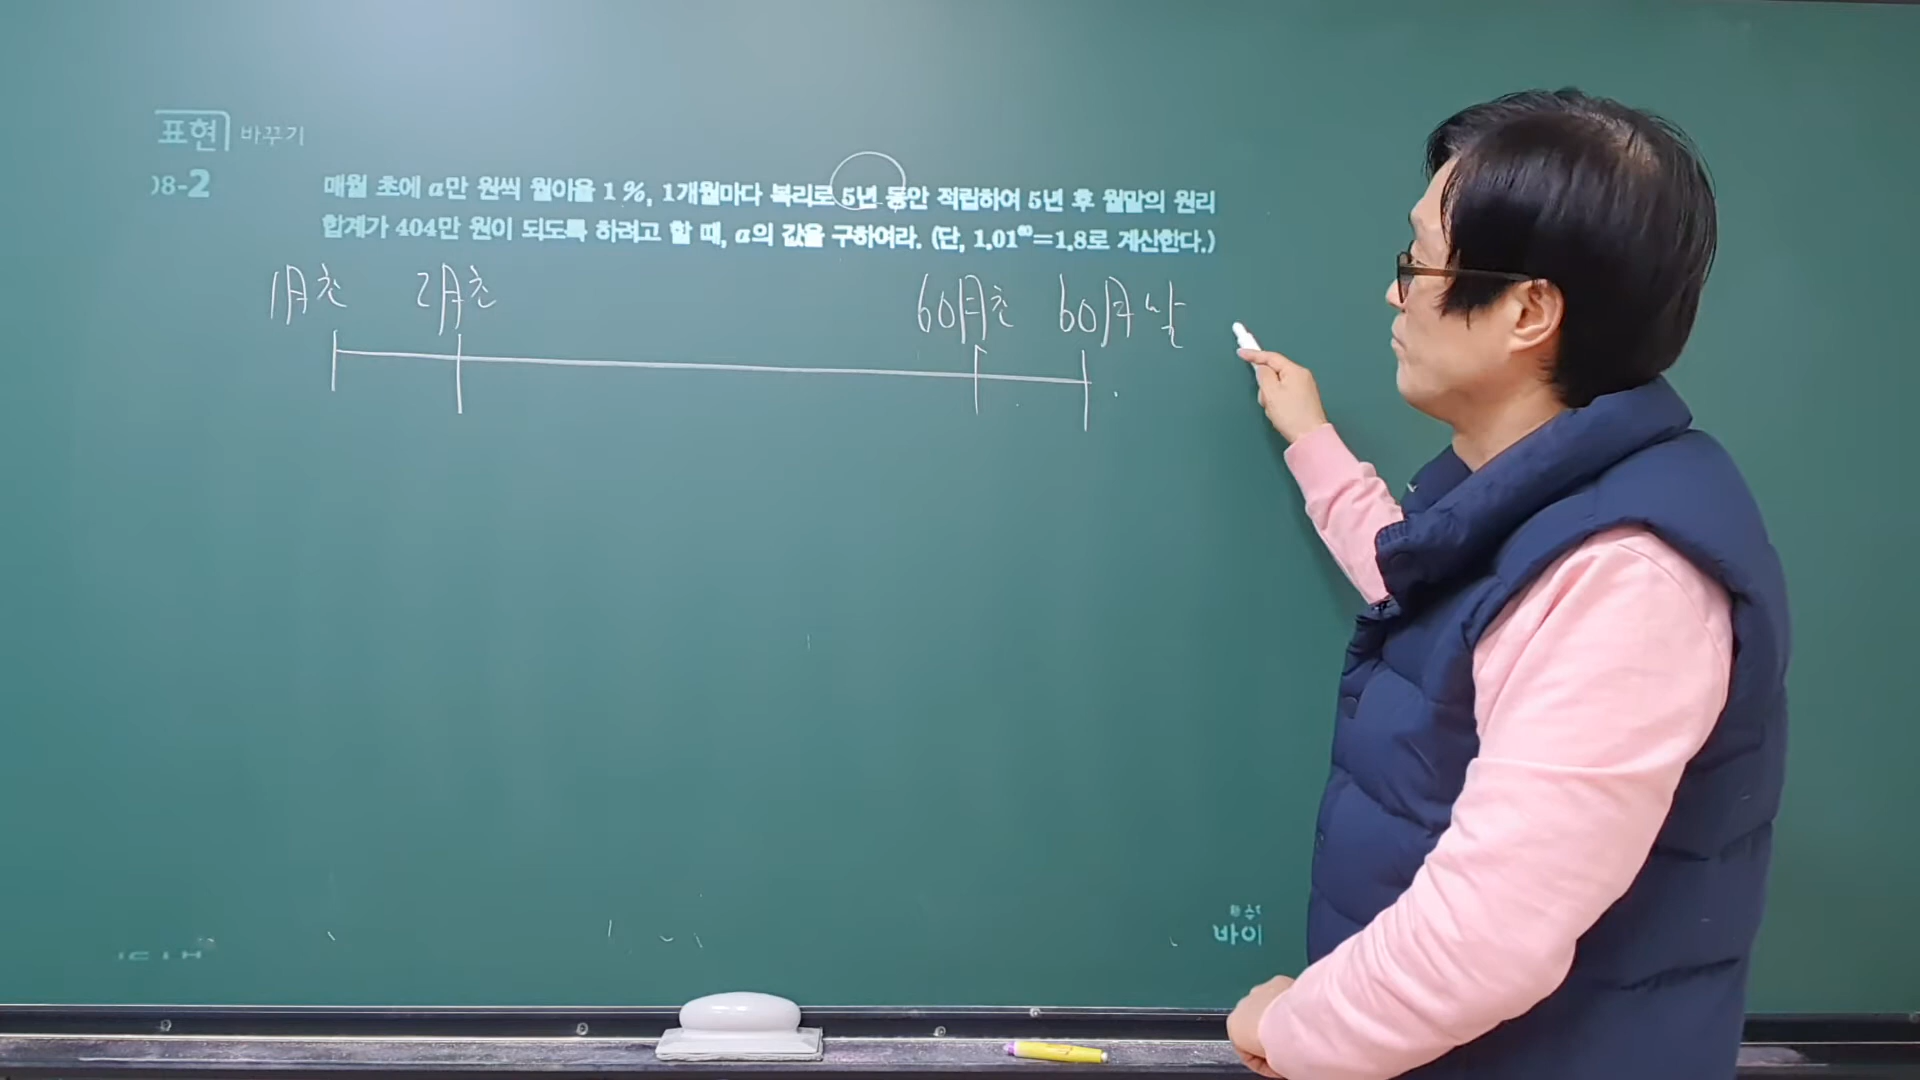 표현 바꾸기
08-2
매월 초에 a만 원씩 월이율 1%, 1개월마다 복리로 5년 동안 적립하여 5년 후 월말의 원리
합계가 404만 원이 되도록 하려고 할 때, a의 값을 구하여라. (단, 1.01⁶⁰=1.8로 계산한다.)
1月초 2月초 60月초 60月말
바이